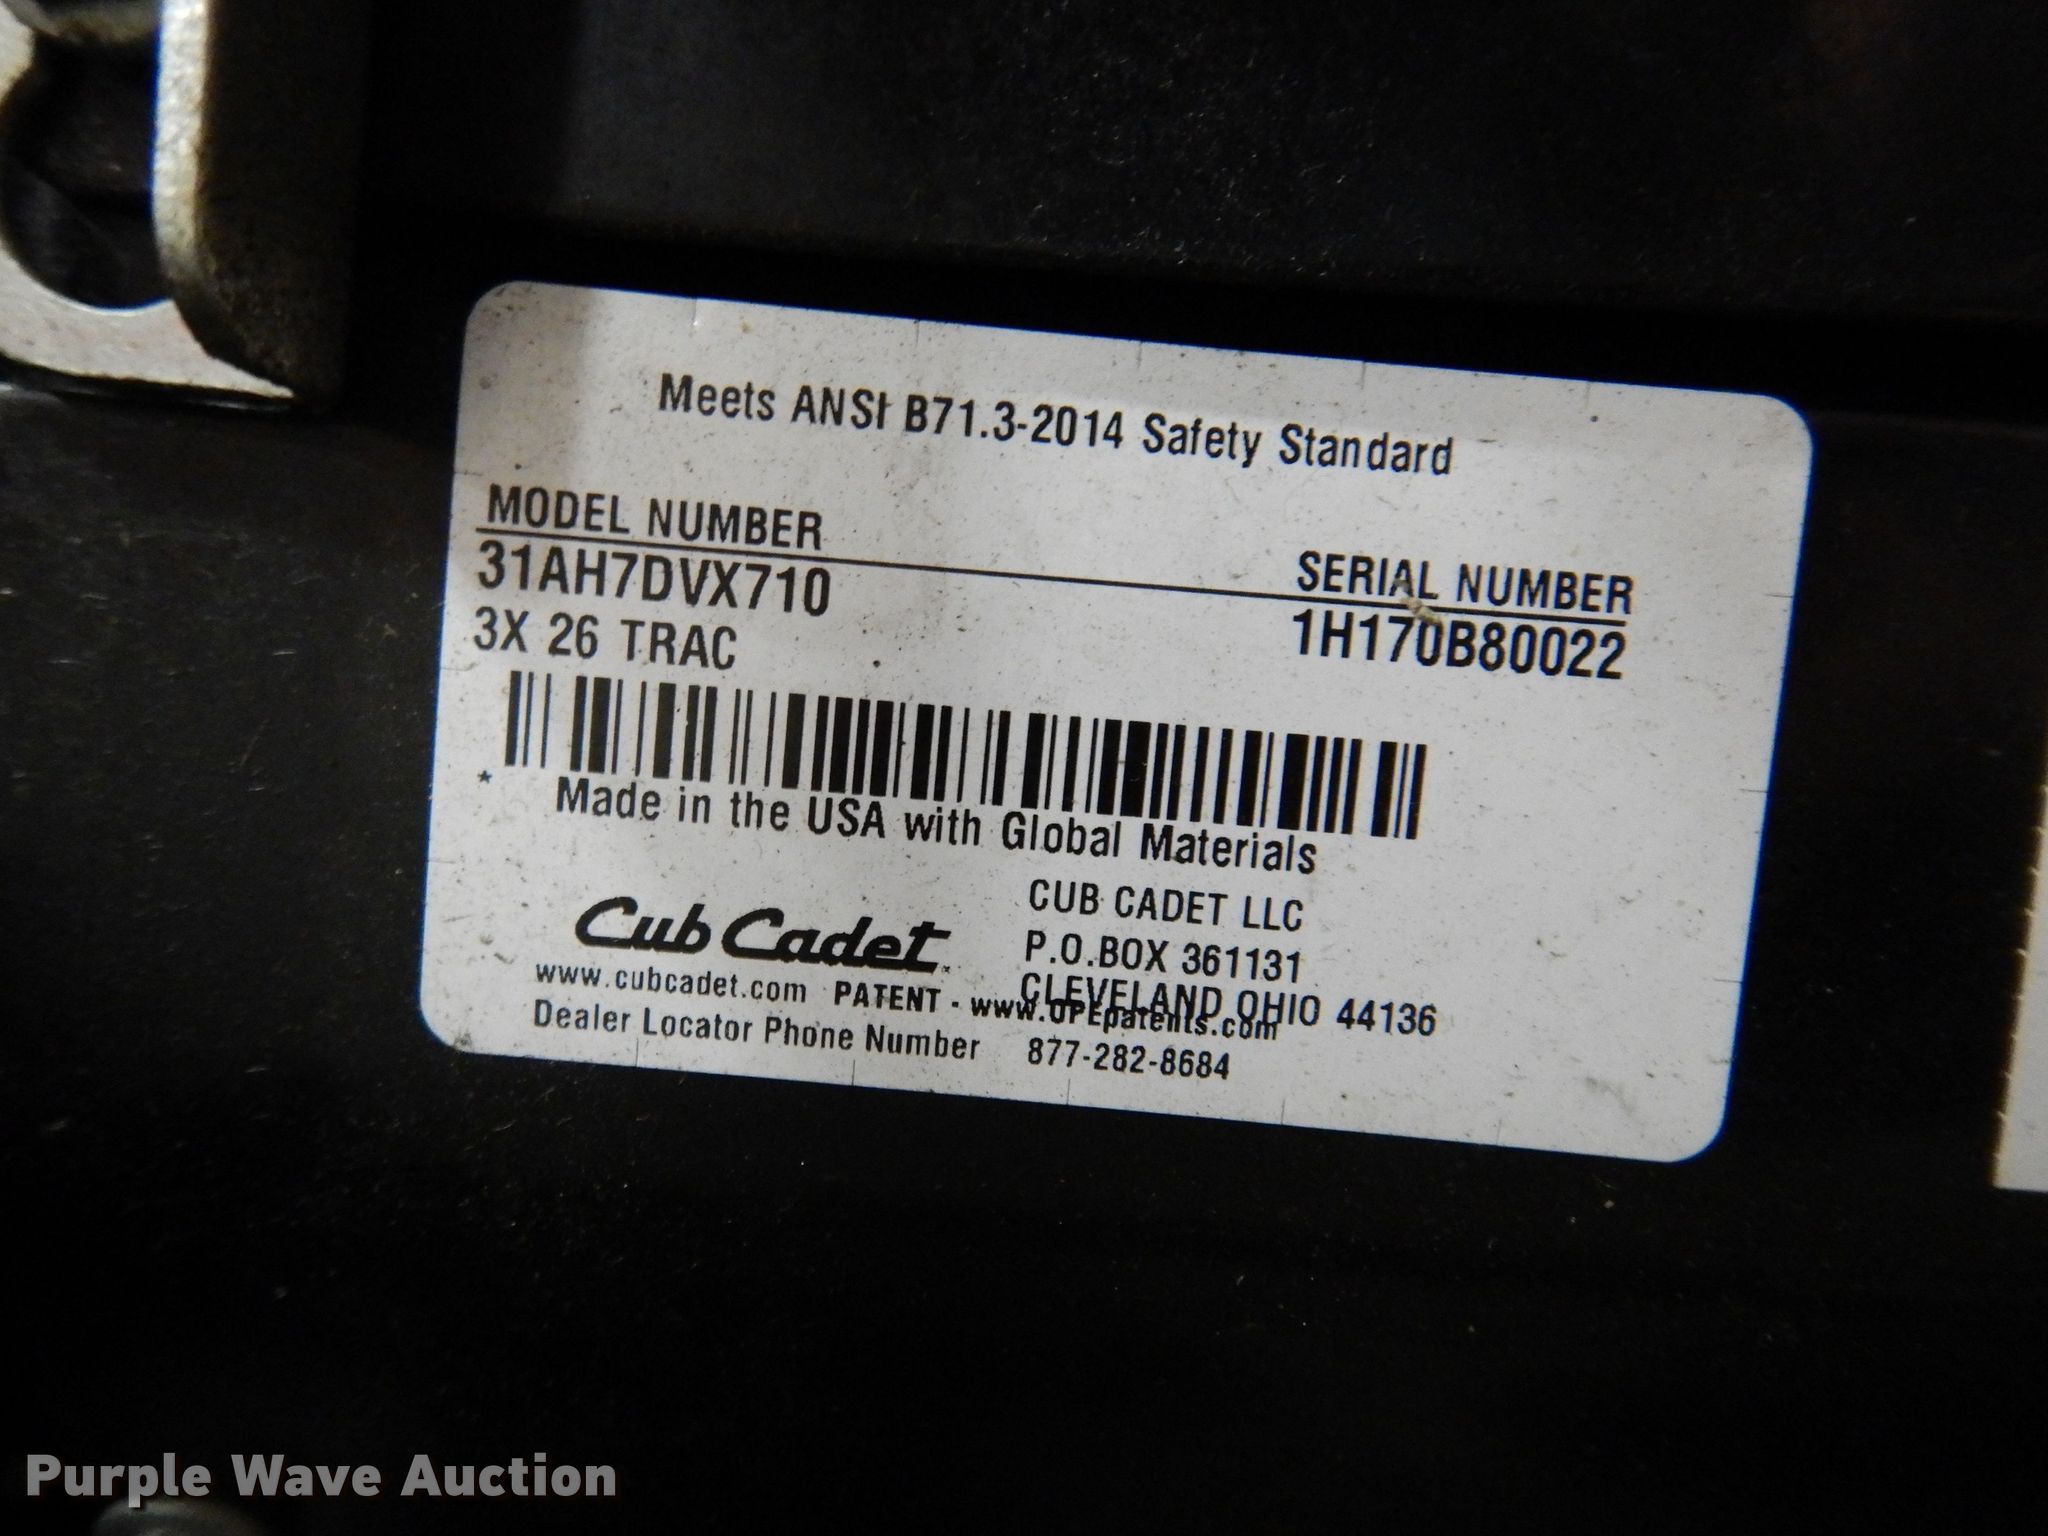 Meets ANSI B71.3-2014 Safety Standard
MODEL NUMBER
SERIAL NUMBER
31AH7DVX710
1H170B80022
3X 26 TRAC
* Made in the USA with Global Materials
Cub Cadet
CUB CADET LLC
P.O.BOX 361131
CLEVELAND OHIO 44136
www.cubcadet.com PATENT - www.OPEpatents.com
Dealer Locator Phone Number 877-282-8684
Purple Wave Auction